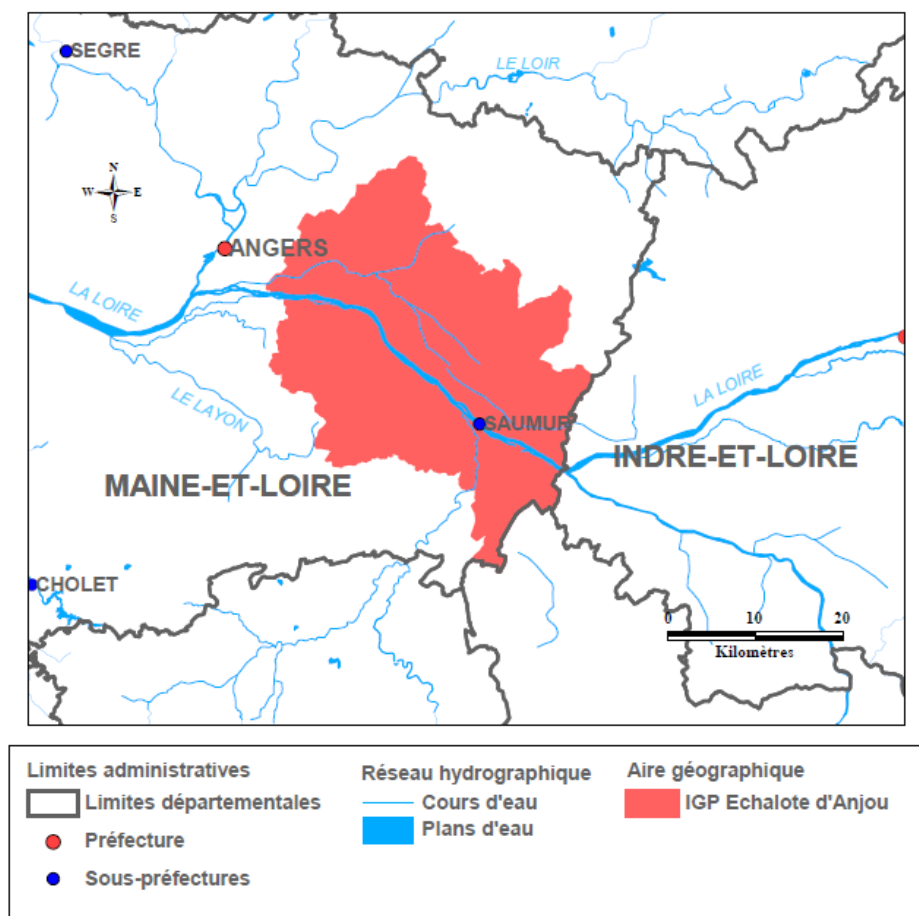 SEGRE
LE LOIR
N
W E
S
ANGERS
LA LOIRE
LA LOIRE
LE LAYON
SAUMUR
INDRE-ET-LOIRE
MAINE-ET-LOIRE
CHOLET
0 10 20
Kilomètres
Limites administratives
Limites départementales
Préfecture
Sous-préfectures
Réseau hydrographique
Cours d'eau
Plans d'eau
Aire géographique
IGP Echalote d'Anjou